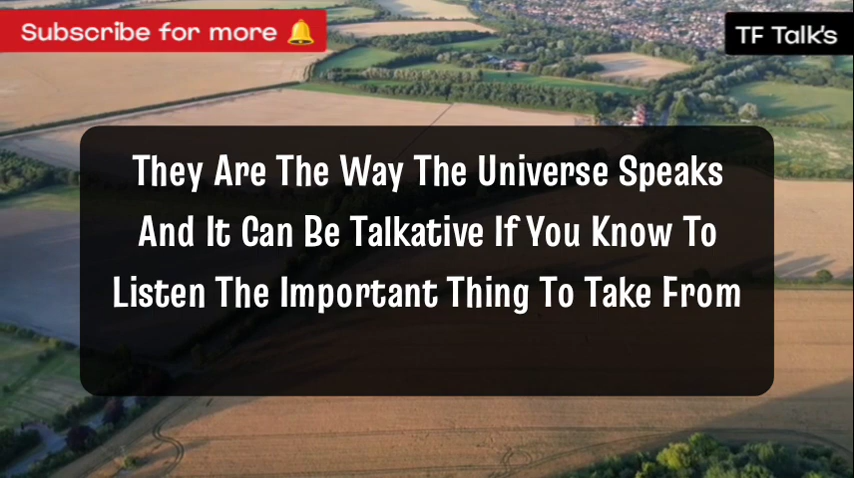 Subscribe for more 🔔
TF Talk's
They Are The Way The Universe Speaks
And It Can Be Talkative If You Know To
Listen The Important Thing To Take From